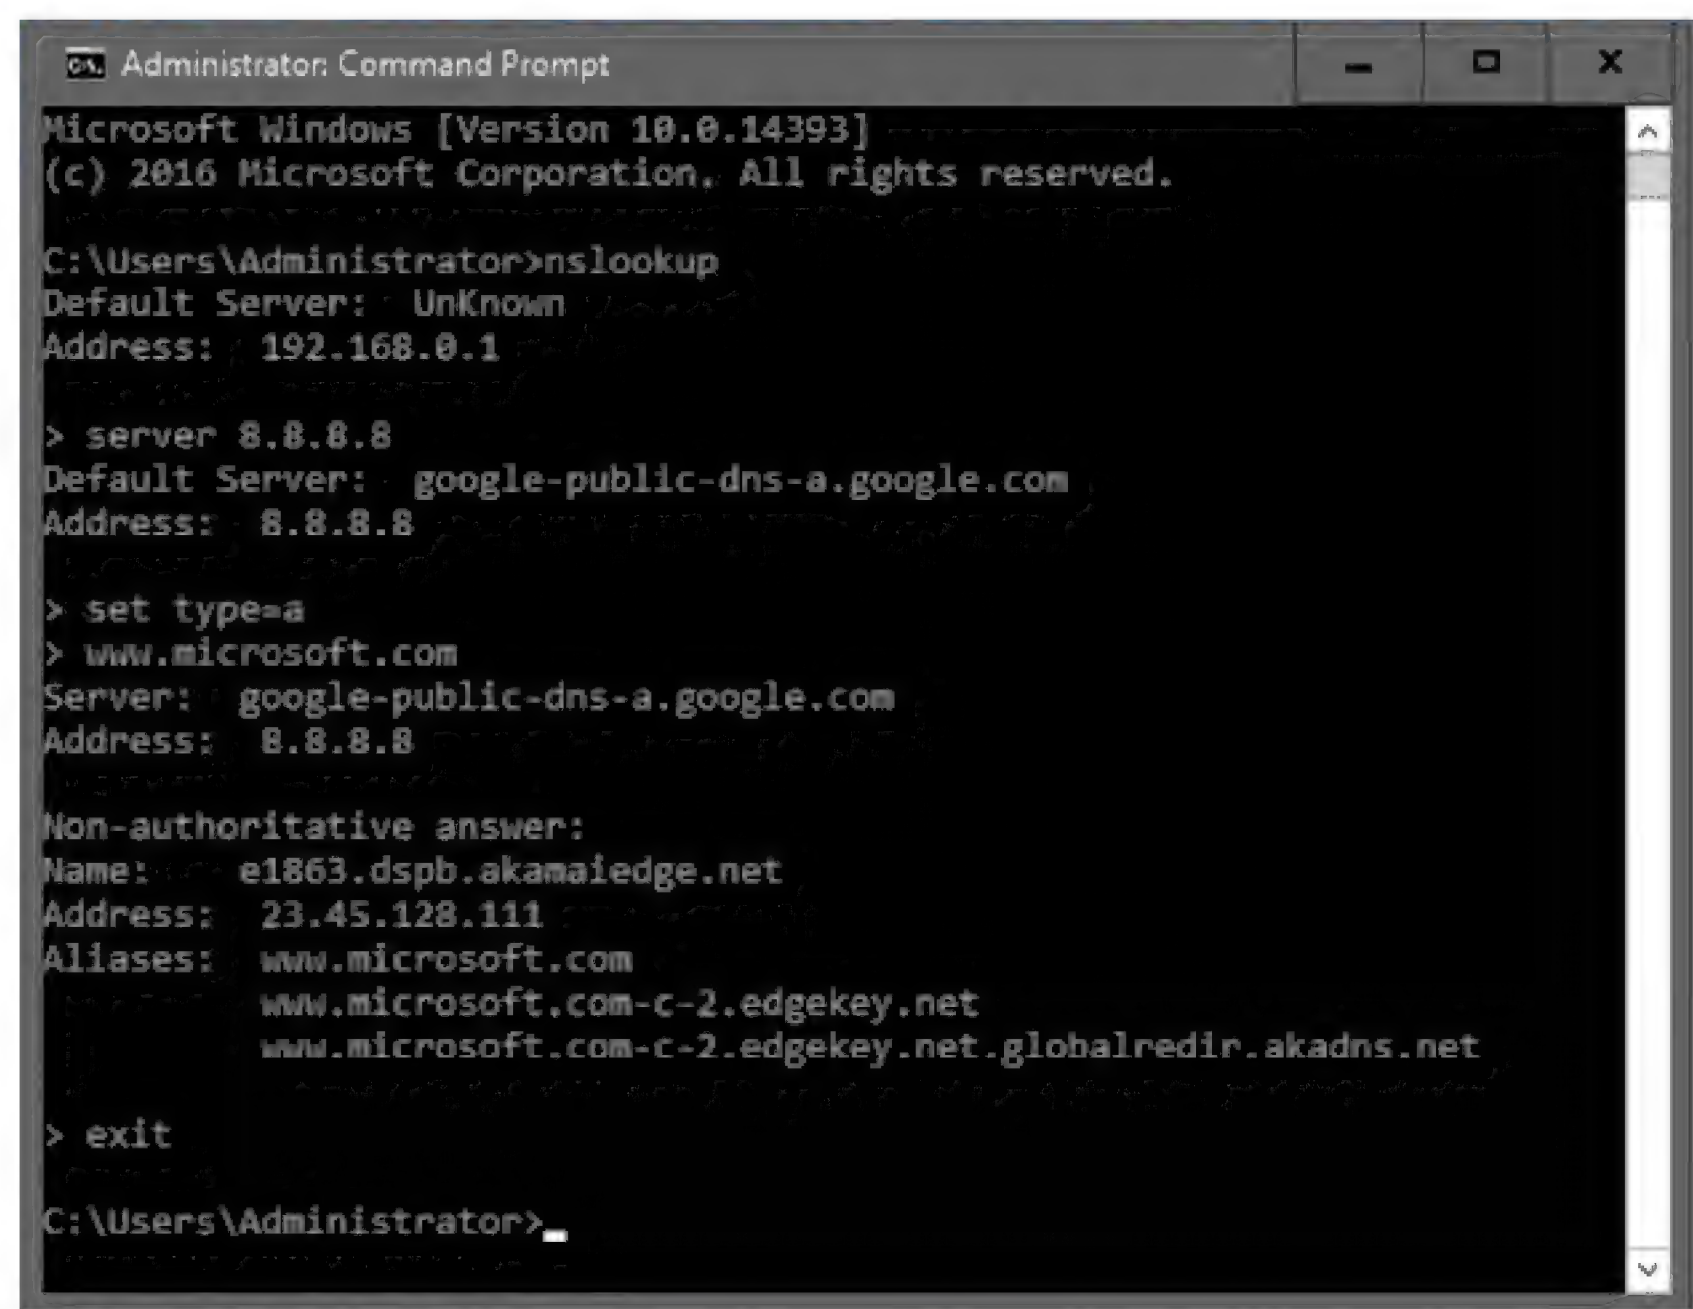 Administrator: Command Prompt
Microsoft Windows [Version 10.0.14393]
(c) 2016 Microsoft Corporation. All rights reserved.
C:\Users\Administrator>nslookup
Default Server:  UnKnown
Address:  192.168.0.1
> server 8.8.8.8
Default Server:  google-public-dns-a.google.com
Address:  8.8.8.8
> set type=a
> www.microsoft.com
Server:  google-public-dns-a.google.com
Address:  8.8.8.8
Non-authoritative answer:
Name:    e1863.dspb.akamaiedge.net
Address:  23.45.128.111
Aliases:  www.microsoft.com
www.microsoft.com-c-2.edgekey.net
www.microsoft.com-c-2.edgekey.net.globalredir.akadns.net
> exit
C:\Users\Administrator>